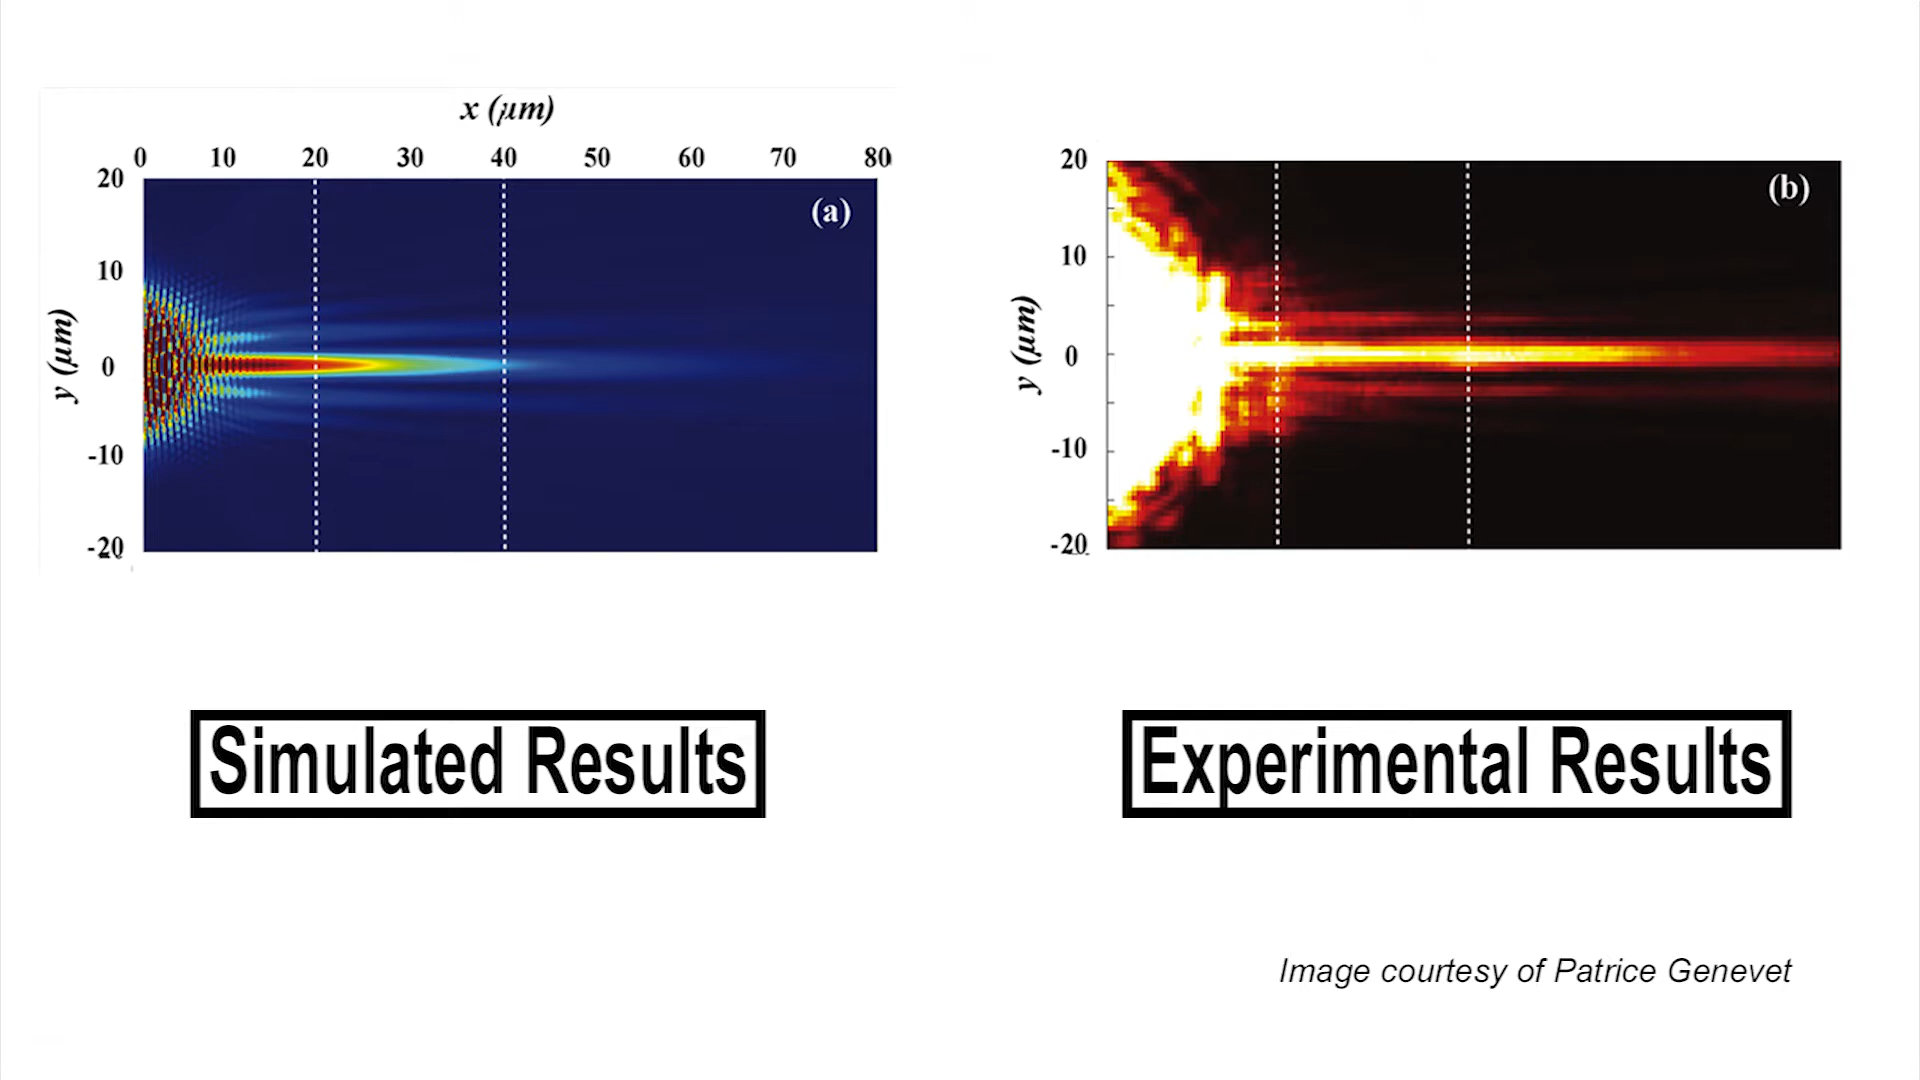 x (μm)
0 10 20 30 40 50 60 70 80
20
10
0
-10
-20
y (μm)
(a)
20
10
0
-10
-20
y (μm)
(b)
Simulated Results
Experimental Results
Image courtesy of Patrice Genevet